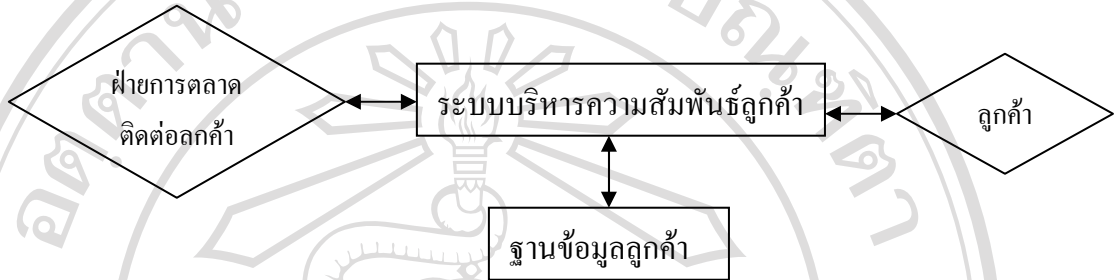 ฝ่ายการตลาด
ติดต่อลกค้า
ระบบบริหารความสัมพันธ์ลูกค้า
ลูกค้า
ฐานข้อมูลลูกค้า